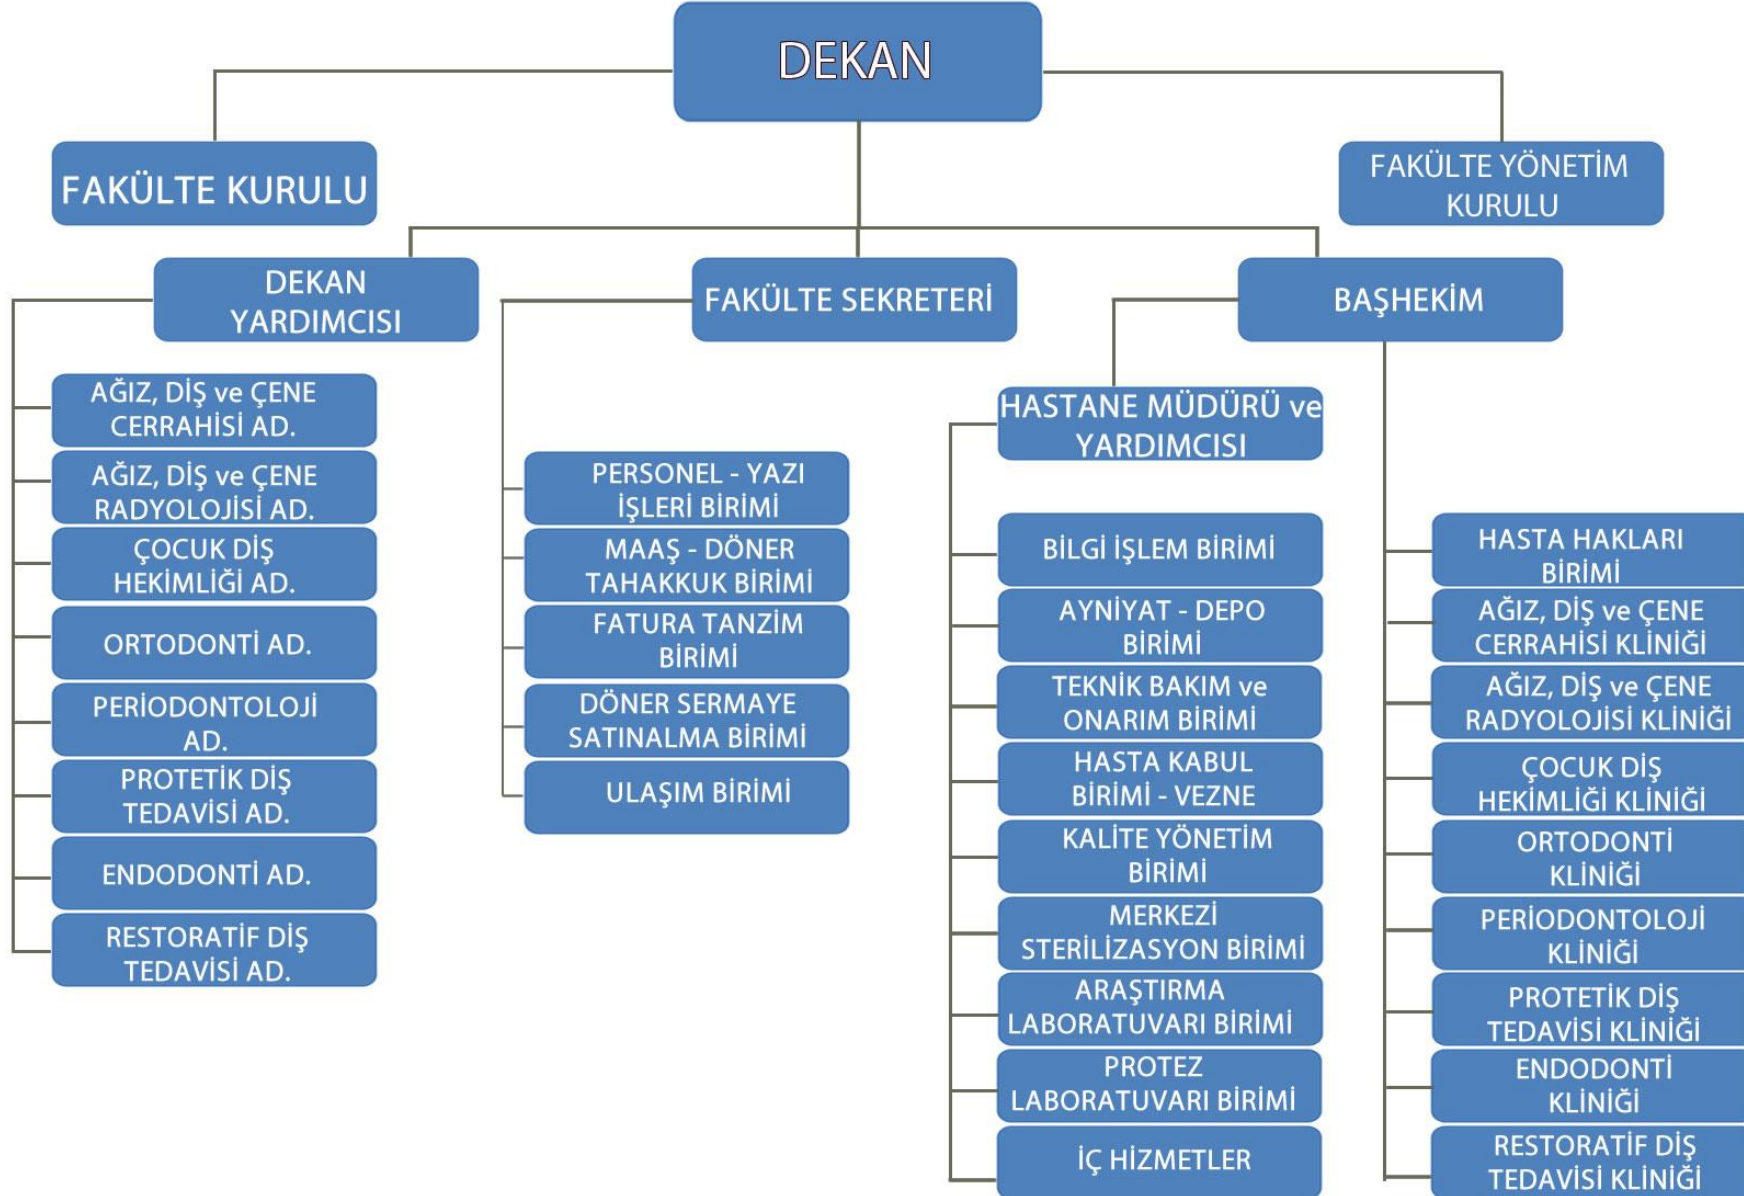 DEKAN
FAKÜLTE KURULU
FAKÜLTE YÖNETİM
KURULU
DEKAN
YARDIMCISI
FAKÜLTE SEKRETERİ
BAŞHEKİM
AĞIZ, DİŞ ve ÇENE
CERRAHİSİ AD.
AĞIZ, DİŞ ve ÇENE
RADYOLOJİSİ AD.
ÇOCUK DİŞ
HEKİMLİĞİ AD.
ORTODONTİ AD.
PERİODONTOLOJİ
AD.
PROTETİK DİŞ
TEDAVİSİ AD.
ENDODONTİ AD.
RESTORATİF DİŞ
TEDAVİSİ AD.
PERSONEL - YAZI
İŞLERİ BİRİMİ
MAAŞ - DÖNER
TAHAKKUK BİRİMİ
FATURA TANZİM
BİRİMİ
DÖNER SERMAYE
SATINALMA BİRİMİ
ULAŞIM BİRİMİ
HASTANE MÜDÜRÜ ve
YARDIMCISI
BİLGİ İŞLEM BİRİMİ
AYNİYAT - DEPO
BİRİMİ
TEKNİK BAKIM ve
ONARIM BİRİMİ
HASTA KABUL
BİRİMİ - VEZNE
KALİTE YÖNETİM
BİRİMİ
MERKEZİ
STERİLİZASYON BİRİMİ
ARAŞTIRMA
LABORATUVARI BİRİMİ
PROTEZ
LABORATUVARI BİRİMİ
İÇ HİZMETLER
HASTA HAKLARI
BİRİMİ
AĞIZ, DİŞ ve ÇENE
CERRAHİSİ KLİNİĞİ
AĞIZ, DİŞ ve ÇENE
RADYOLOJİSİ KLİNİĞİ
ÇOCUK DİŞ
HEKİMLİĞİ KLİNİĞİ
ORTODONTİ
KLİNİĞİ
PERİODONTOLOJİ
KLİNİĞİ
PROTETİK DİŞ
TEDAVİSİ KLİNİĞİ
ENDODONTİ
KLİNİĞİ
RESTORATİF DİŞ
TEDAVİSİ KLİNİĞİ